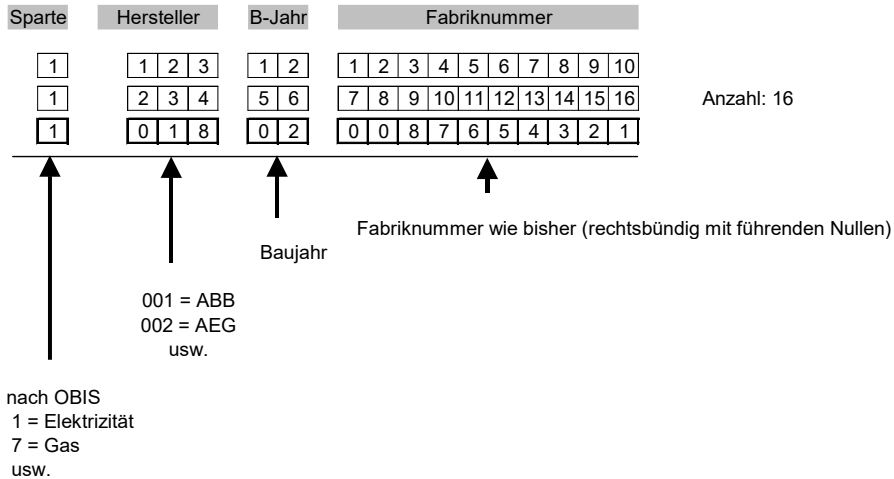 Sparte Hersteller B-Jahr Fabriknummer
1 1 2 3 1 2 1 2 3 4 5 6 7 8 9 10
1 2 3 4 5 6 7 8 9 10 11 12 13 14 15 16 Anzahl: 16
1 0 1 8 0 2 0 0 8 7 6 5 4 3 2 1
Fabriknummer wie bisher (rechtsbündig mit führenden Nullen)
Baujahr
001 = ABB
002 = AEG
usw.
nach OBIS
1 = Elektrizität
7 = Gas
usw.